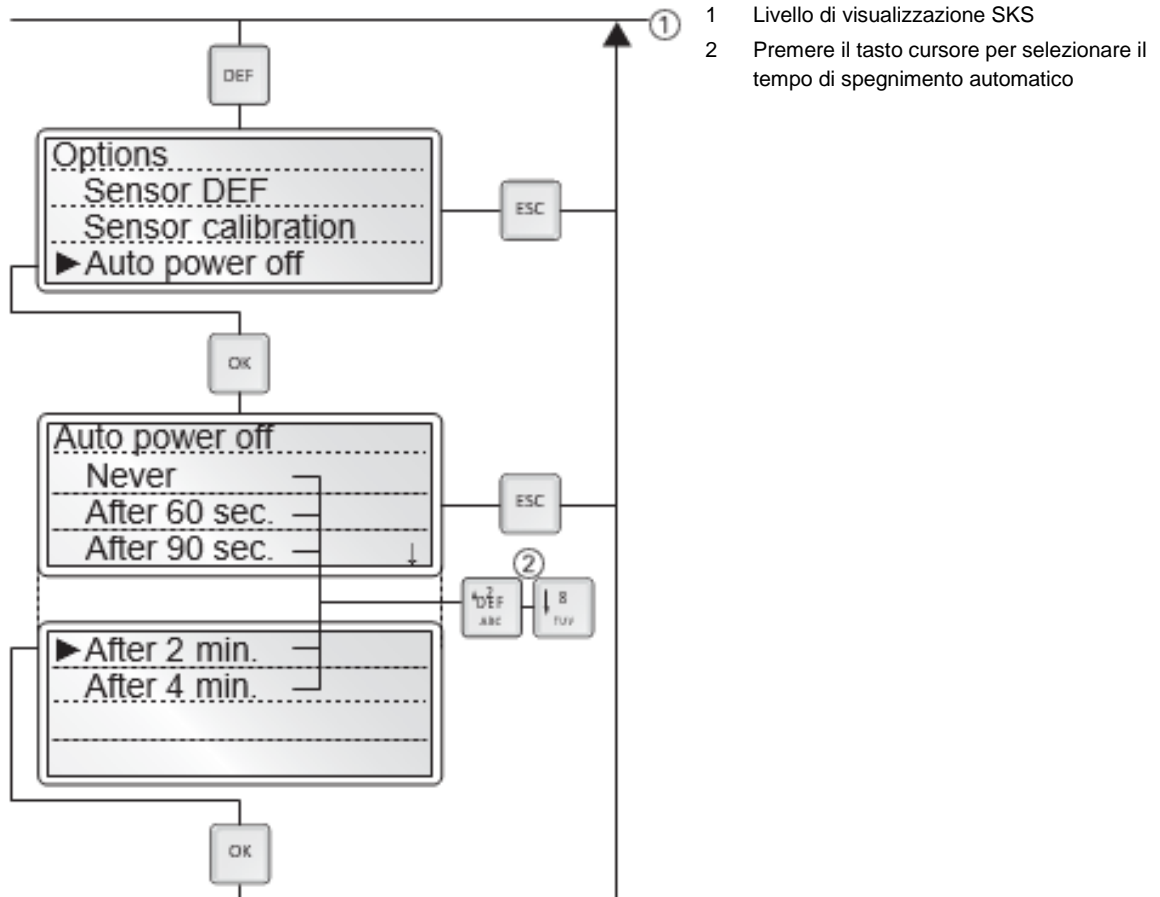 1
1 Livello di visualizzazione SKS
2 Premere il tasto cursore per selezionare il
tempo di spegnimento automatico
DEF
Options
Sensor DEF
Sensor calibration
►Auto power off
ESC
OK
Auto power off
Never
After 60 sec.
After 90 sec. ↓
ESC
2
2
DEF
ABC
↓ 8
TUV
►After 2 min.
After 4 min.
OK